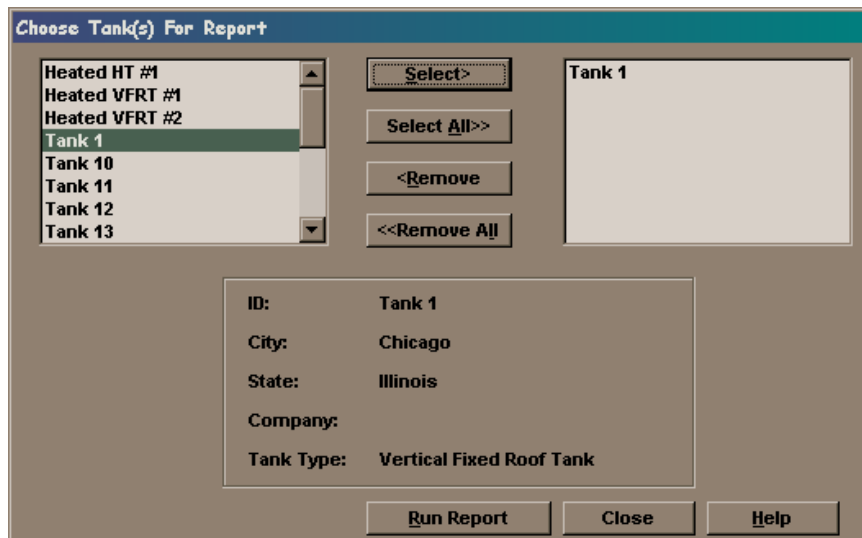 Choose Tank(s) For Report
Heated HT #1
Heated VFRT #1
Heated VFRT #2
Tank 1
Tank 10
Tank 11
Tank 12
Tank 13
Select>
Select All>>
<Remove
<<Remove All
Tank 1
ID: Tank 1
City: Chicago
State: Illinois
Company:
Tank Type: Vertical Fixed Roof Tank
Run Report
Close
Help